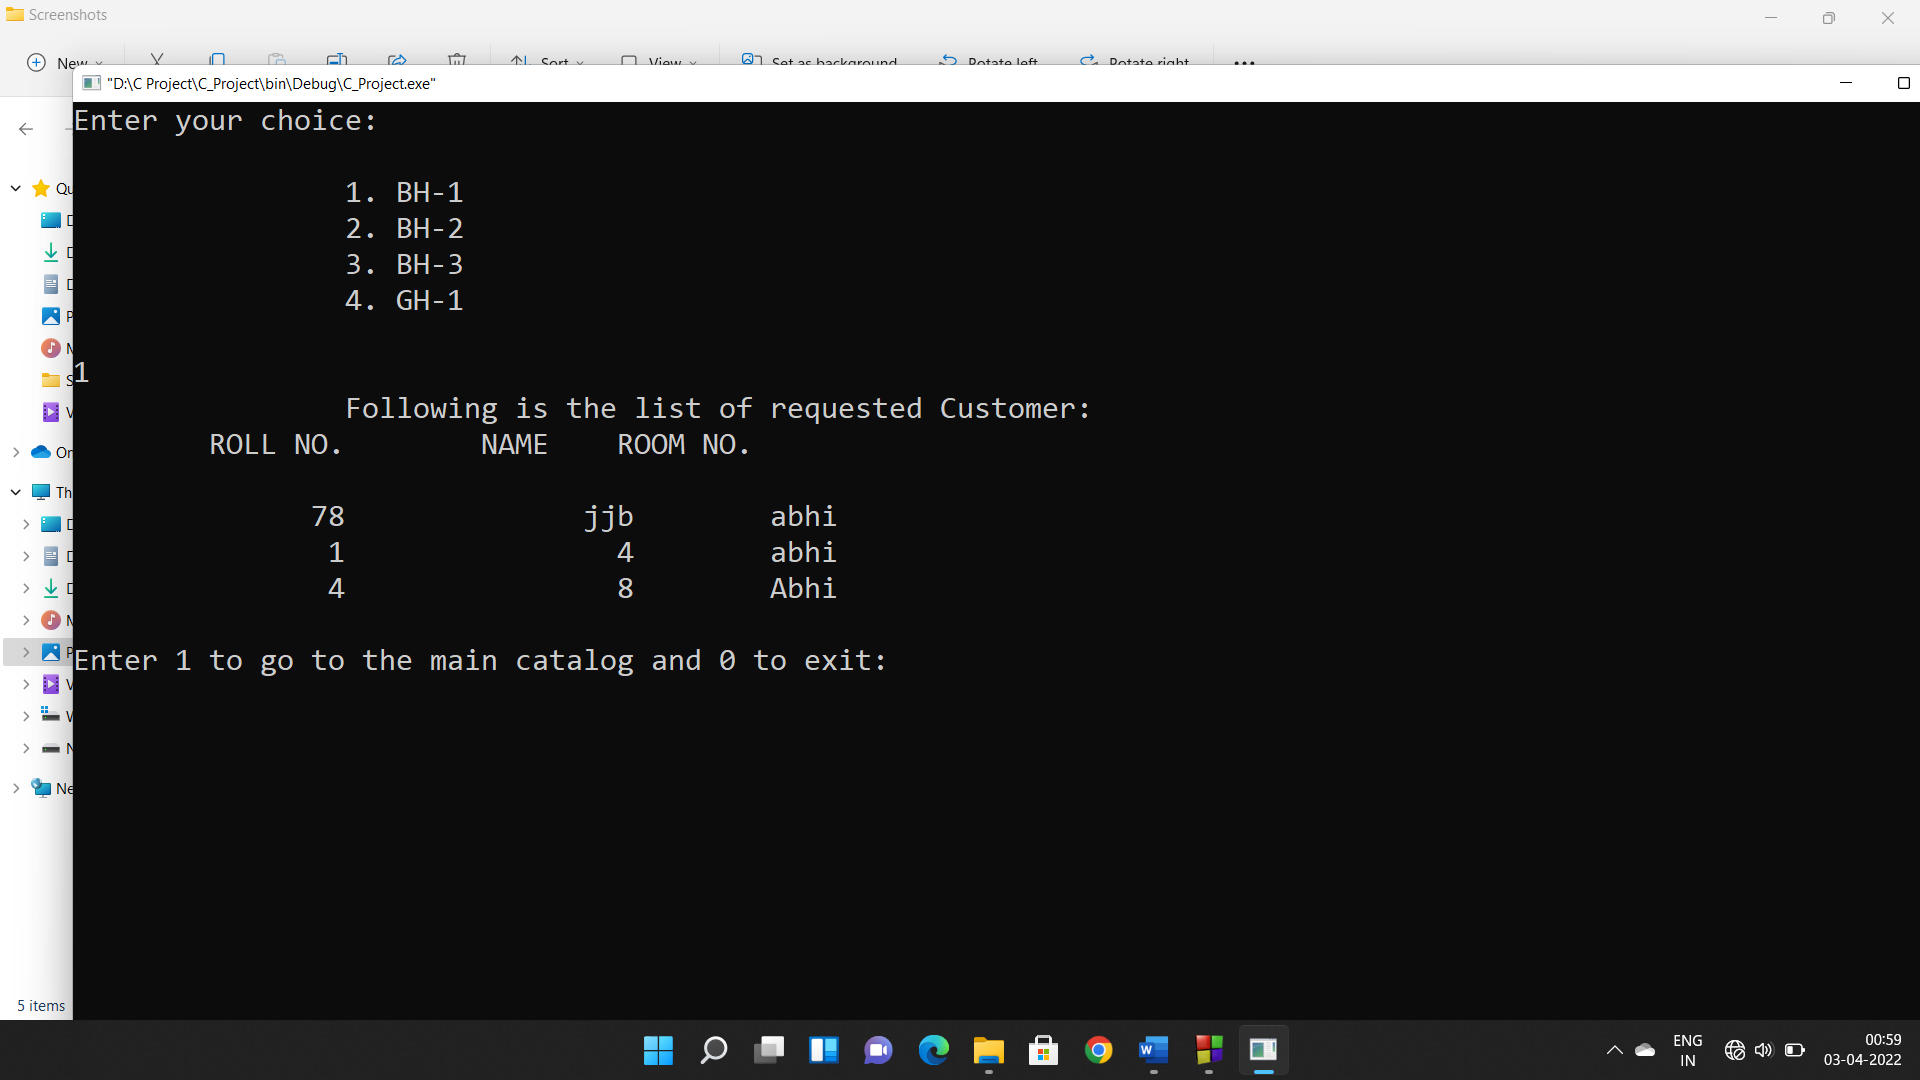 Screenshots
New
Sort
View
Set as background
Rotate left
Rotate right
"D:\C Project\C_Project\bin\Debug\C_Project.exe"
Enter your choice:
1. BH-1
2. BH-2
3. BH-3
4. GH-1
1
Following is the list of requested Customer:
ROLL NO. NAME ROOM NO.
78 jjb abhi
1 4 abhi
4 8 Abhi
Enter 1 to go to the main catalog and 0 to exit:
5 items
ENG
IN
00:59
03-04-2022